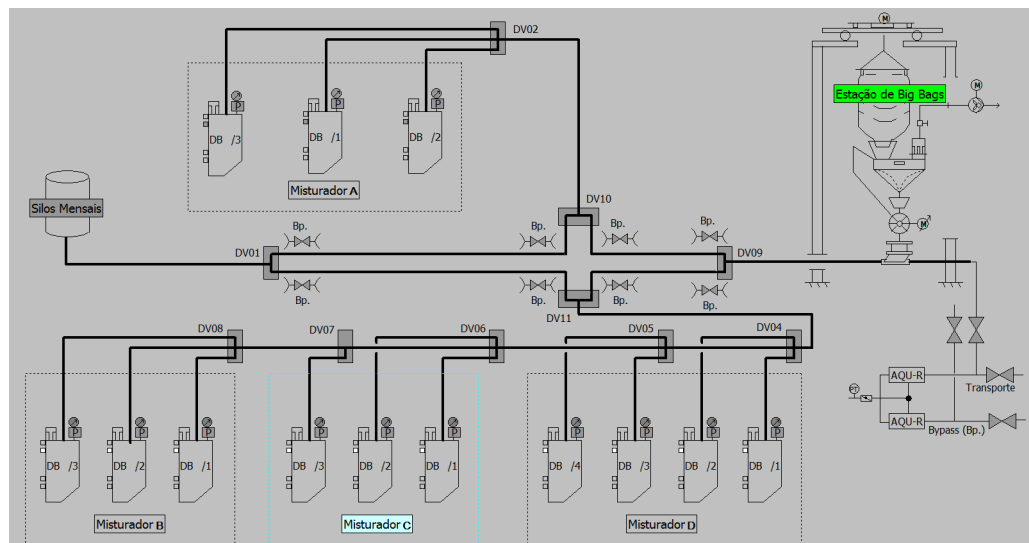 DV02
M
Estação de Big Bags
M
P
P
P
DB /3
DB /1
DB /2
Misturador A
Silos Mensais
DV10
Bp.
Bp.
Bp.
Bp.
M
DV01
DV09
Bp.
Bp.
Bp.
Bp.
DV11
DV08
DV07
DV06
DV05
DV04
AQU-R
Transporte
PT
AQU-R
Bypass (Bp.)
P
P
P
P
P
P
P
P
P
P
DB /3
DB /2
DB /1
DB /3
DB /2
DB /1
DB /4
DB /3
DB /2
DB /1
Misturador B
Misturador C
Misturador D